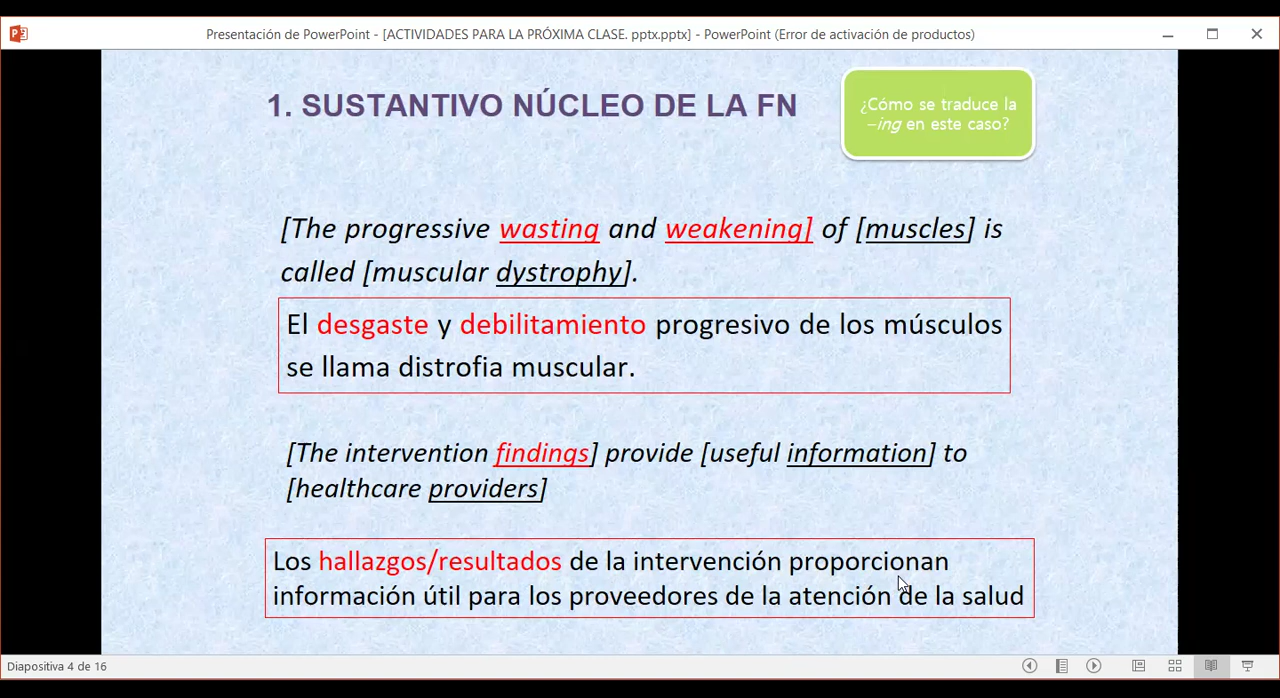 Presentación de PowerPoint - [ACTIVIDADES PARA LA PRÓXIMA CLASE. pptx.pptx] - PowerPoint (Error de activación de productos)
1. SUSTANTIVO NÚCLEO DE LA FN
¿Cómo se traduce la
–ing en este caso?
[The progressive wasting and weakening] of [muscles] is
called [muscular dystrophy].
El desgaste y debilitamiento progresivo de los músculos
se llama distrofia muscular.
[The intervention findings] provide [useful information] to
[healthcare providers]
Los hallazgos/resultados de la intervención proporcionan
información útil para los proveedores de la atención de la salud
Diapositiva 4 de 16